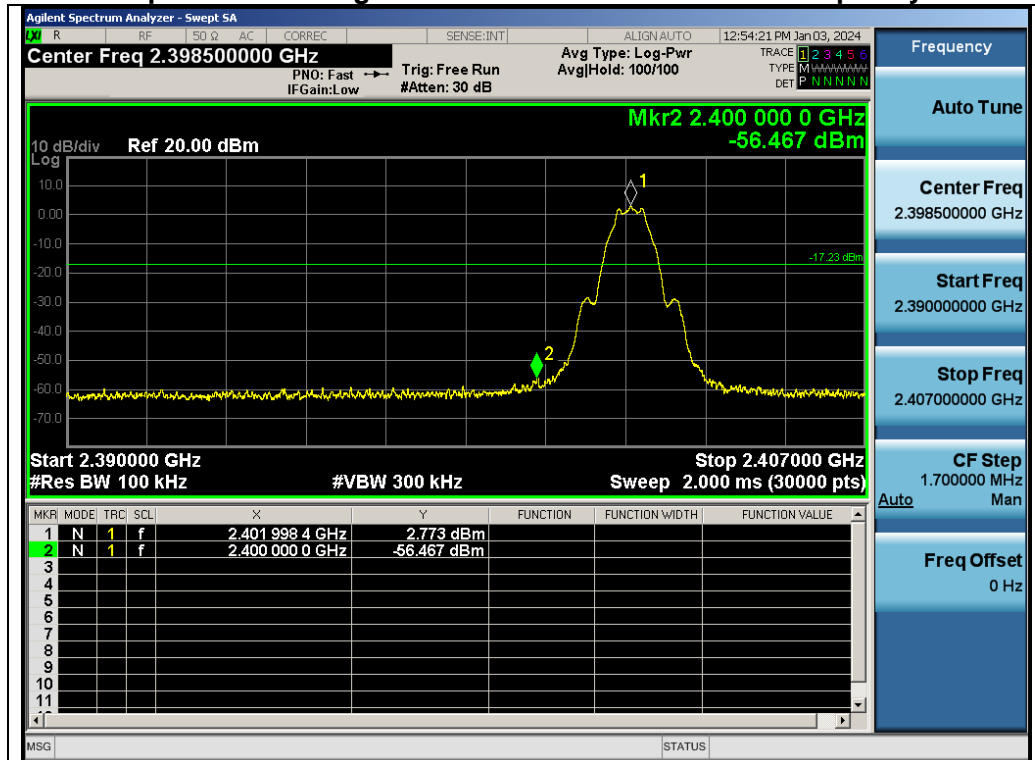 Agilent Spectrum Analyzer - Swept SA
LXI R RF 50 Ω AC CORREC SENSE:INT ALIGN AUTO 12:54:21 PM Jan 03, 2024
Center Freq 2.398500000 GHz
PNO: Fast
IFGain:Low
Trig: Free Run
#Atten: 30 dB
Avg Type: Log-Pwr
Avg|Hold: 100/100
TRACE 1 2 3 4 5 6
TYPE M
DET P N N N N N
Mkr2 2.400 000 0 GHz
-56.467 dBm
10 dB/div Ref 20.00 dBm
Log
10.0
0.00
-10.0
-20.0
-30.0
-40.0
-50.0
-60.0
-70.0
1
-17.23 dBm
2
Start 2.390000 GHz Stop 2.407000 GHz
#Res BW 100 kHz #VBW 300 kHz Sweep 2.000 ms (30000 pts)
MKR MODE TRC SCL X Y FUNCTION FUNCTION WIDTH FUNCTION VALUE
1 N 1 f 2.401 998 4 GHz 2.773 dBm
2 N 1 f 2.400 000 0 GHz -56.467 dBm
3
4
5
6
7
8
9
10
11
MSG STATUS
Frequency
Auto Tune
Center Freq
2.398500000 GHz
Start Freq
2.390000000 GHz
Stop Freq
2.407000000 GHz
CF Step
1.700000 MHz
Auto Man
Freq Offset
0 Hz